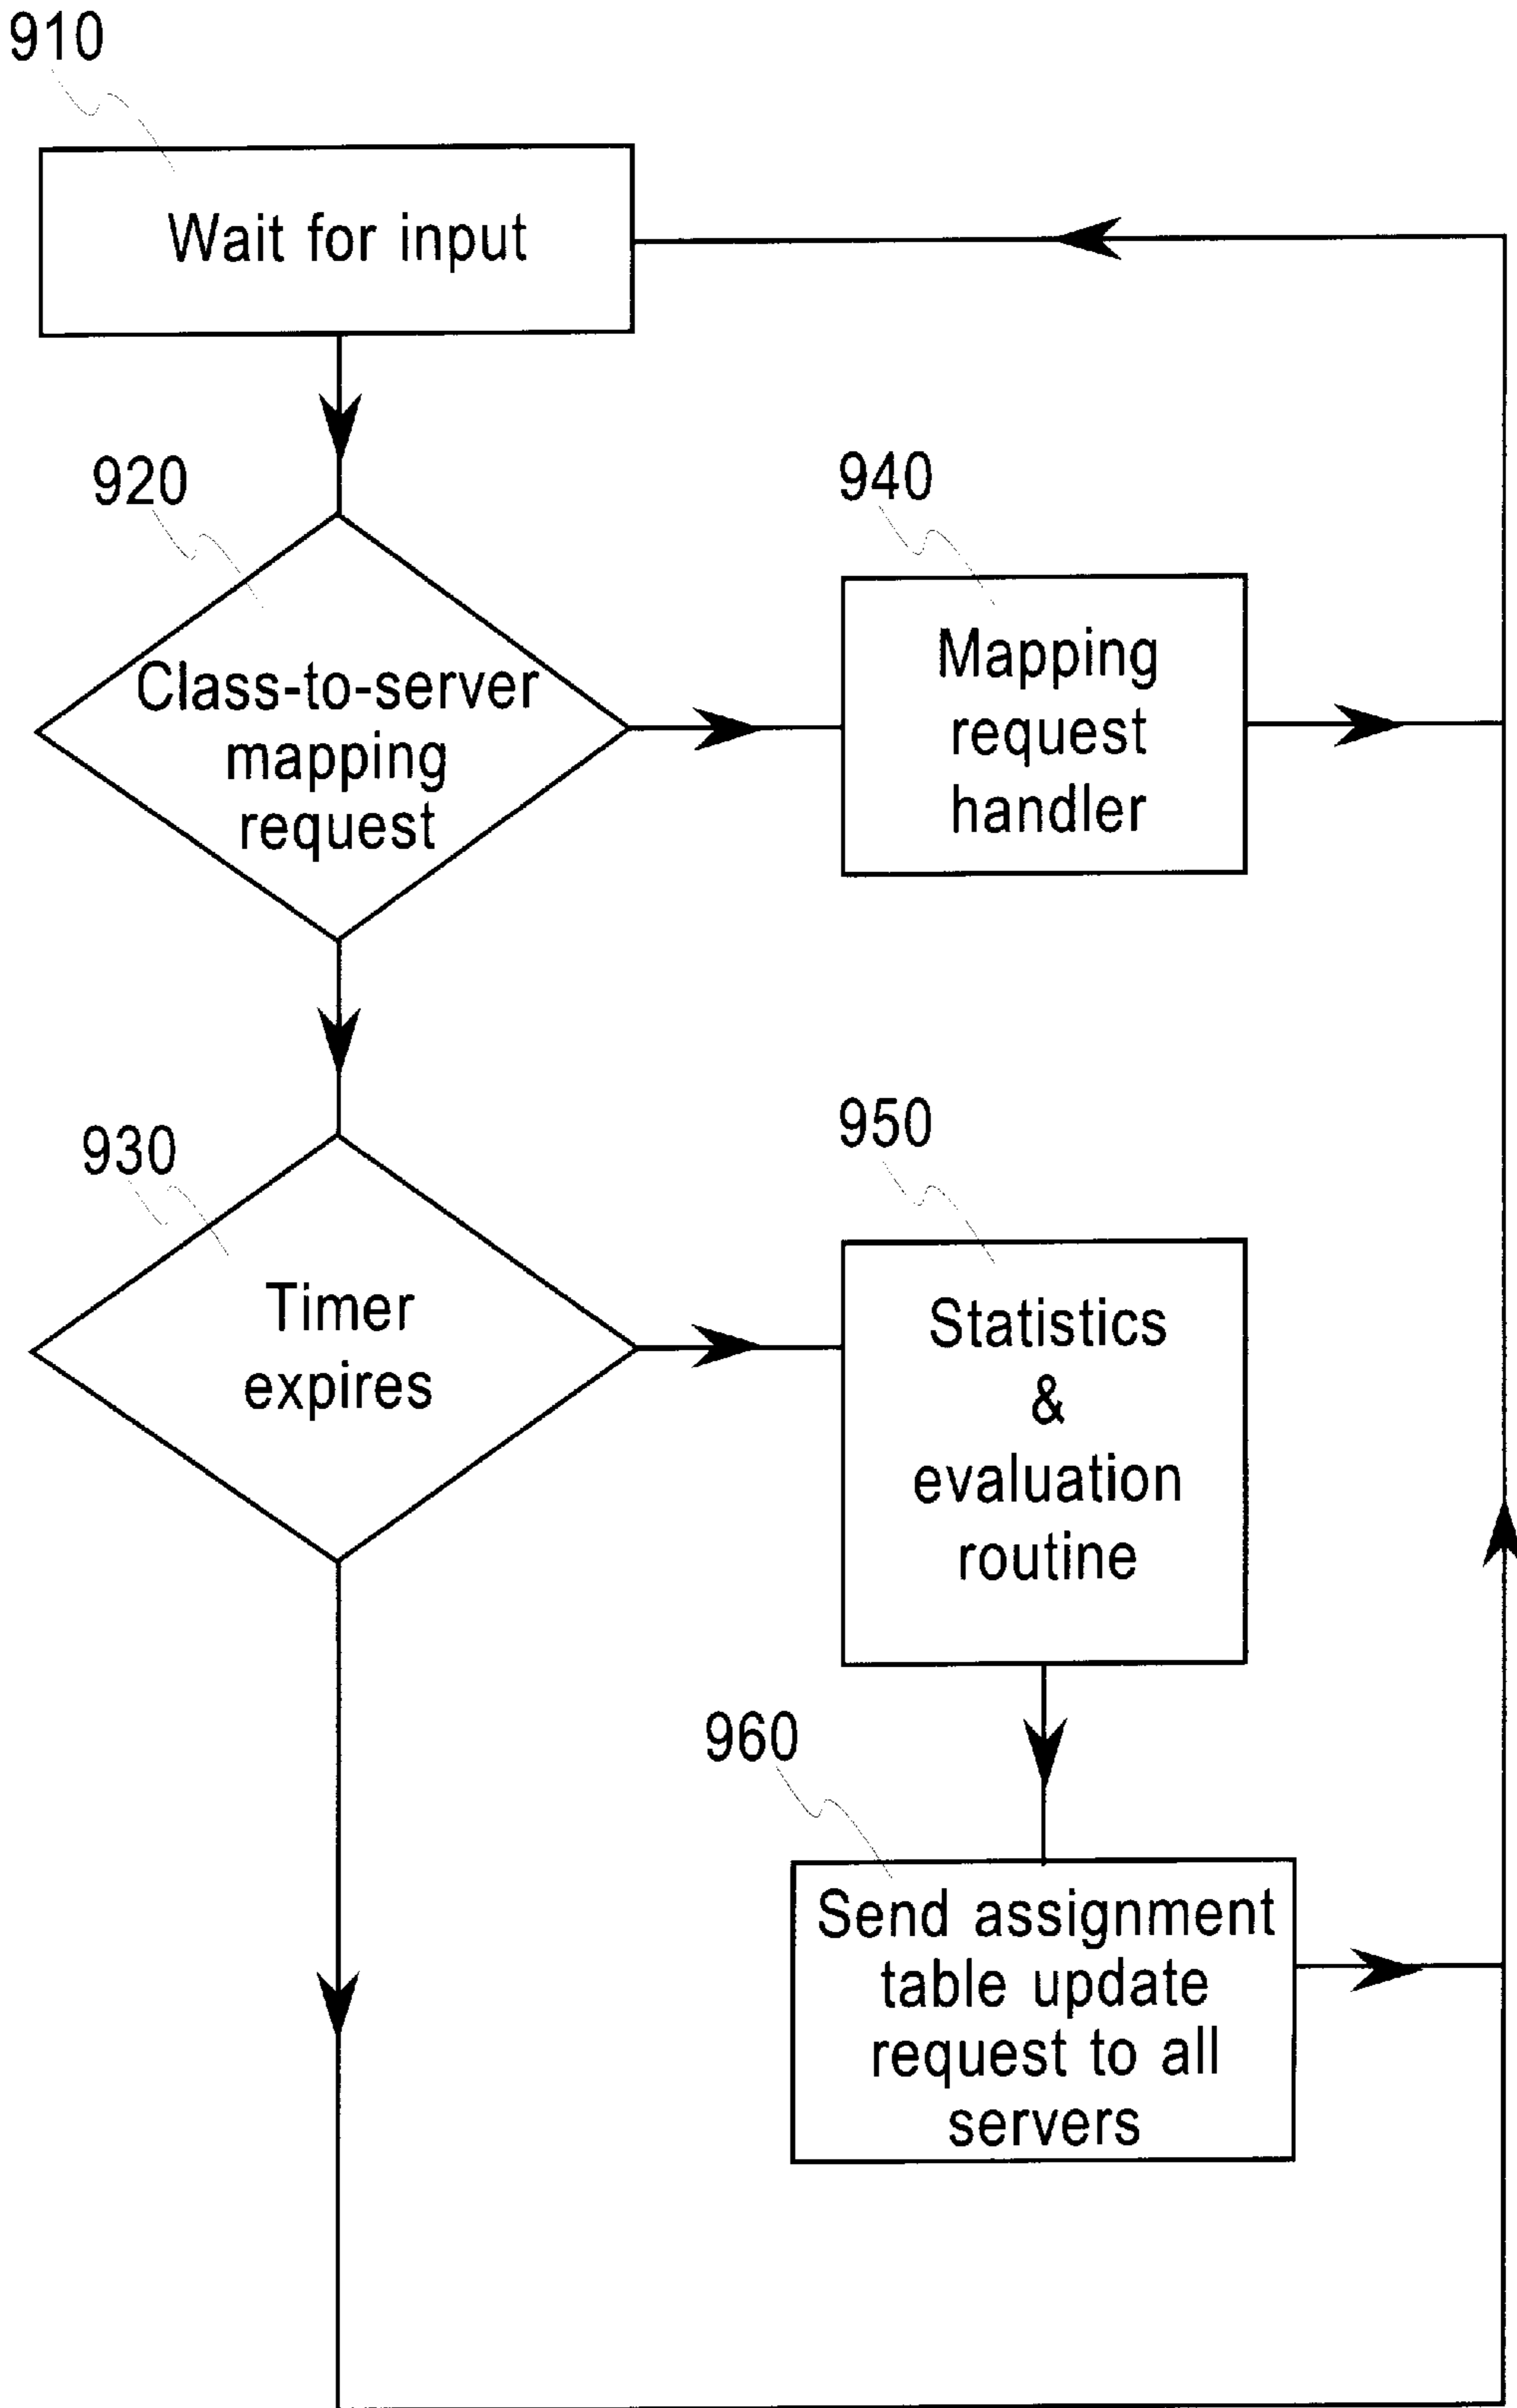 910
Wait for input
920
Class-to-server
mapping
request
940
Mapping
request
handler
930
Timer
expires
950
Statistics
&
evaluation
routine
960
Send assignment
table update
request to all
servers